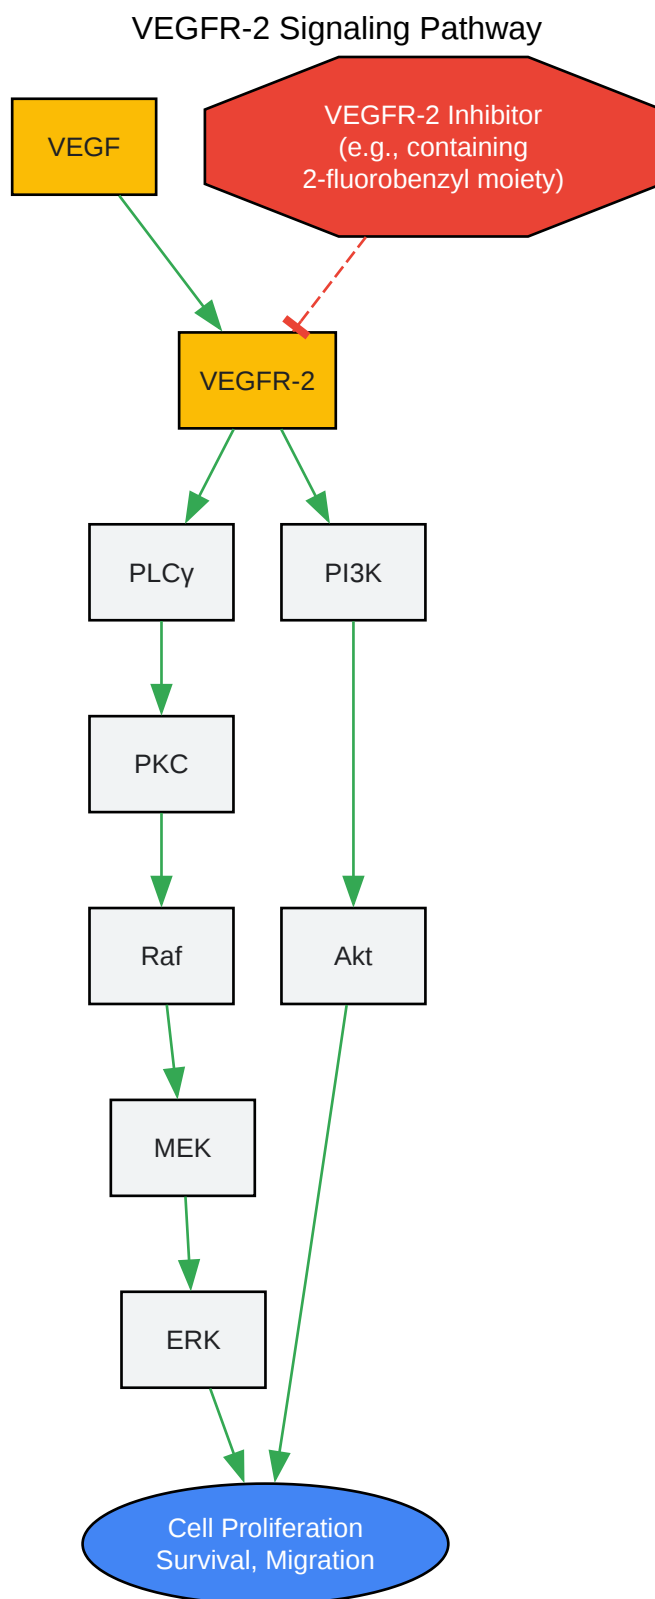 VEGFR-2 Signaling Pathway
VEGF
VEGFR-2 Inhibitor
(e.g., containing
2-fluorobenzyl moiety)
VEGFR-2
PLCγ
PI3K
PKC
Raf
Akt
MEK
ERK
Cell Proliferation
Survival, Migration